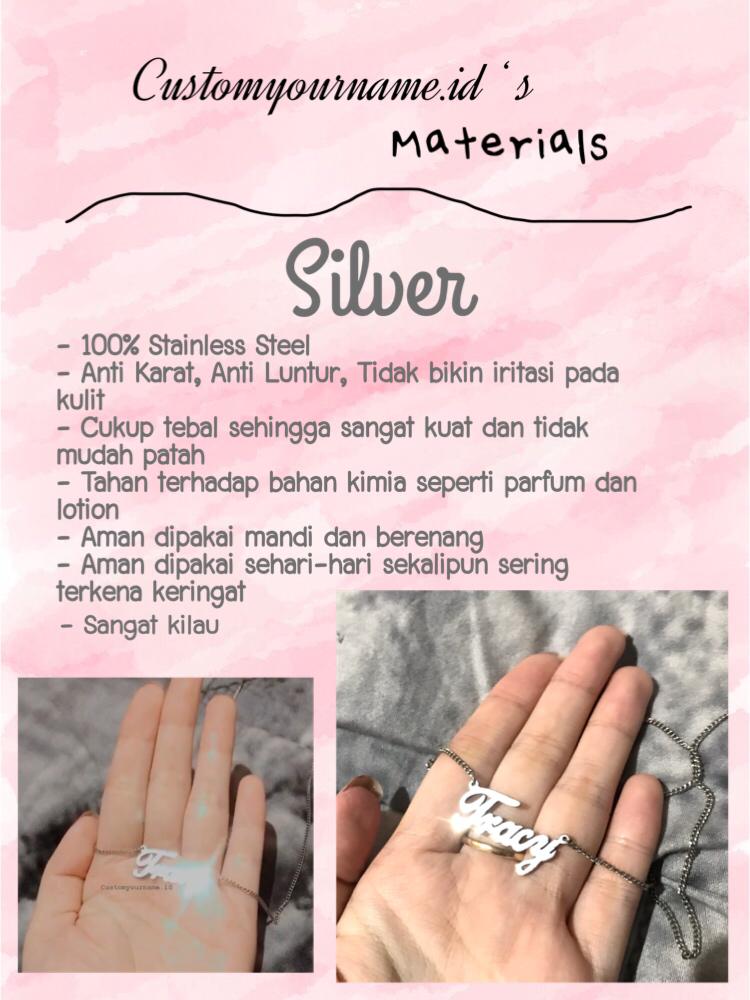 Customyourname.id 's
Materials
Silver
- 100% Stainless Steel
- Anti Karat, Anti Luntur, Tidak bikin iritasi pada
kulit
- Cukup tebal sehingga sangat kuat dan tidak
mudah patah
- Tahan terhadap bahan kimia seperti parfum dan
lotion
- Aman dipakai mandi dan berenang
- Aman dipakai sehari-hari sekalipun sering
terkena keringat
- Sangat kilau
Customyourname.id
Tracy